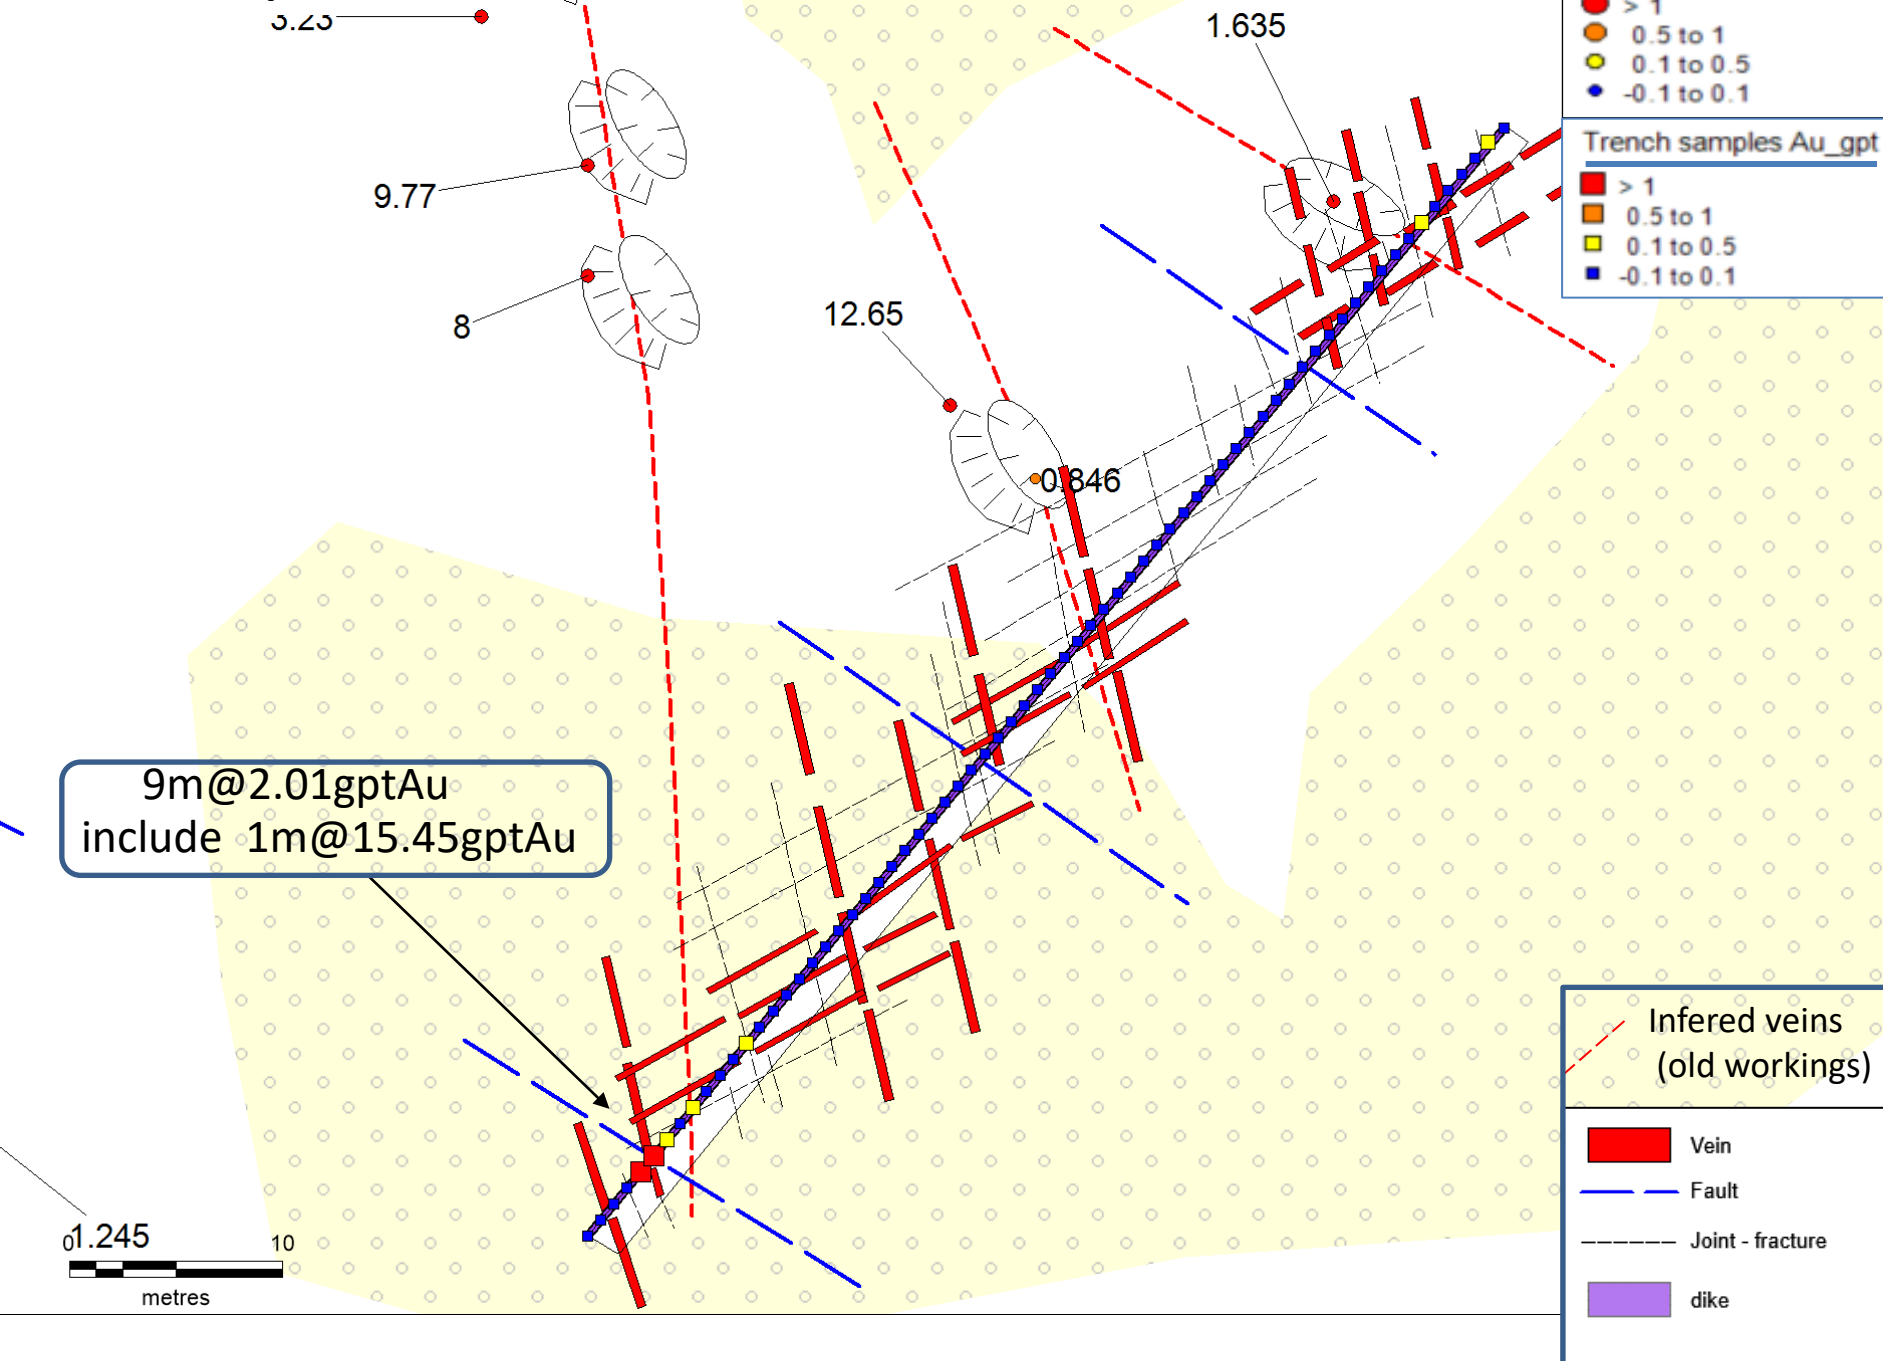 3.23
1.635
> 1
0.5 to 1
0.1 to 0.5
-0.1 to 0.1
Trench samples Au_gpt
> 1
0.5 to 1
0.1 to 0.5
-0.1 to 0.1
9.77
8
12.65
0.846
9m@2.01gptAu
include 1m@15.45gptAu
Infered veins
(old workings)
Vein
Fault
Joint - fracture
dike
1.245
0 10
metres